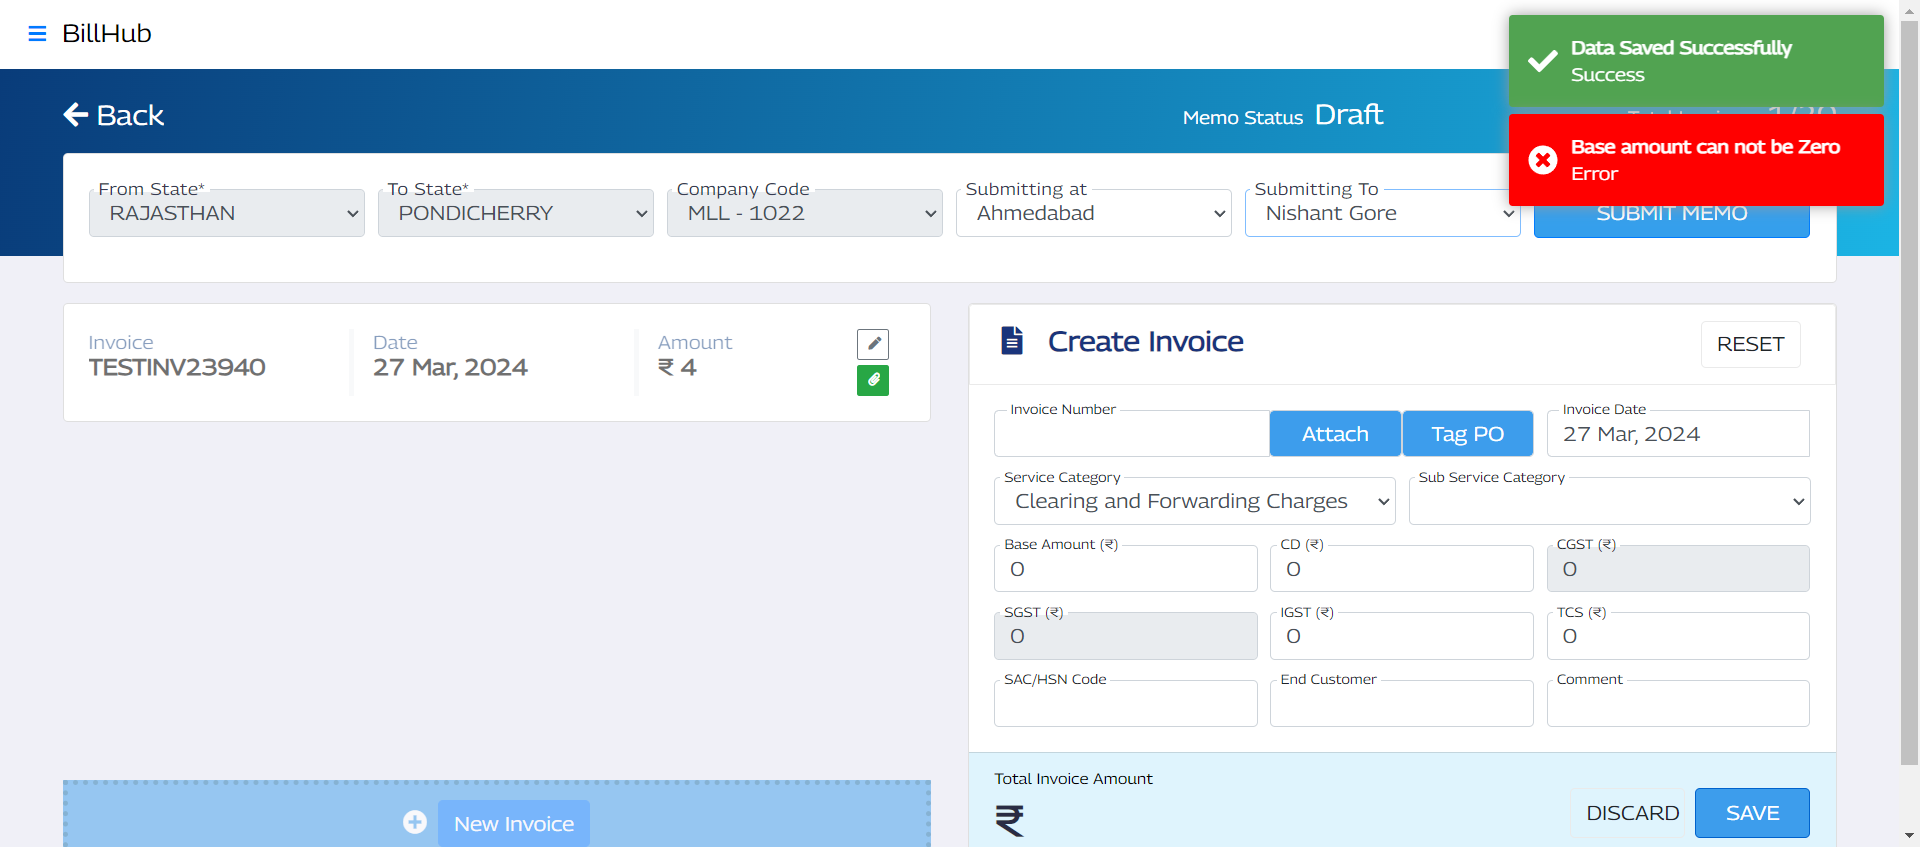 BillHub
Data Saved Successfully
Success
Back
Memo Status Draft
Base amount can not be Zero
Error
From State*
RAJASTHAN
To State*
PONDICHERRY
Company Code
MLL - 1022
Submitting at
Ahmedabad
Submitting To
Nishant Gore
SUBMIT MEMO
Invoice
TESTINV23940
Date
27 Mar, 2024
Amount
₹ 4
Create Invoice
RESET
Invoice Number
Attach
Tag PO
Invoice Date
27 Mar, 2024
Service Category
Clearing and Forwarding Charges
Sub Service Category
Base Amount (₹)
0
CD (₹)
0
CGST (₹)
0
SGST (₹)
0
IGST (₹)
0
TCS (₹)
0
SAC/HSN Code
End Customer
Comment
Total Invoice Amount
₹
DISCARD
SAVE
New Invoice